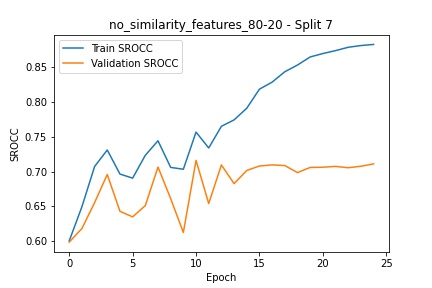 no_similarity_features_80-20 - Split 7
Train SROCC
Validation SROCC
SROCC
0.85
0.80
0.75
0.70
0.65
0.60
0 5 10 15 20 25
Epoch